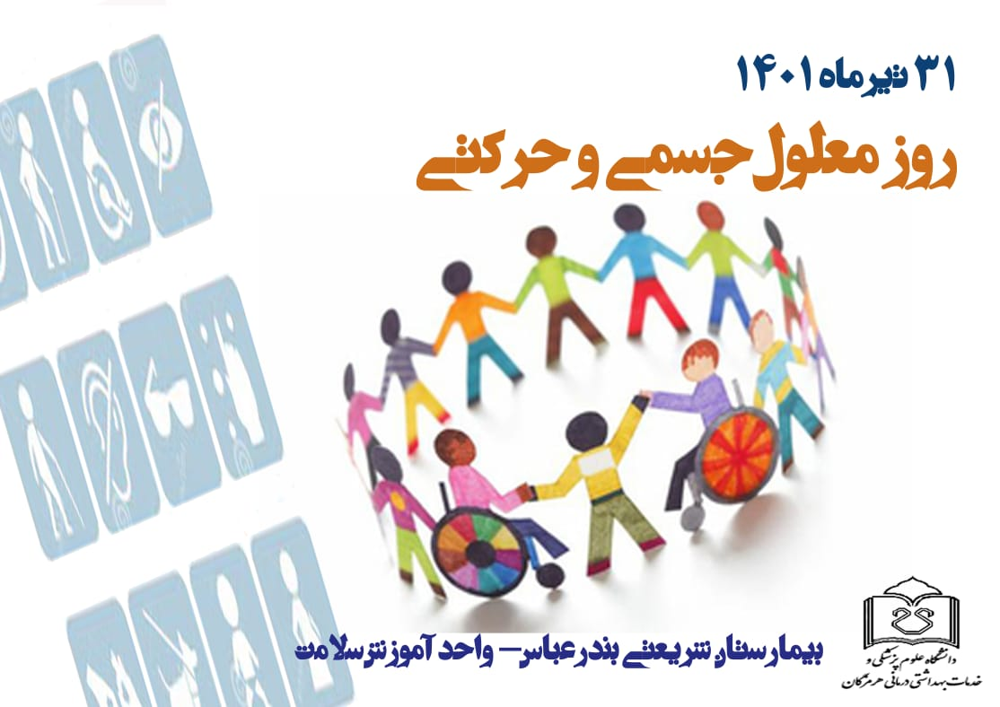 ۳۱ تیرماه ۱۴۰۱
روز معلول جسمی و حرکتی
بیمارستان شریعتی بندرعباس- واحد آموزش سلامت
دانشگاه علوم پزشکی و
خدمات بهداشتی درمانی هرمزگان